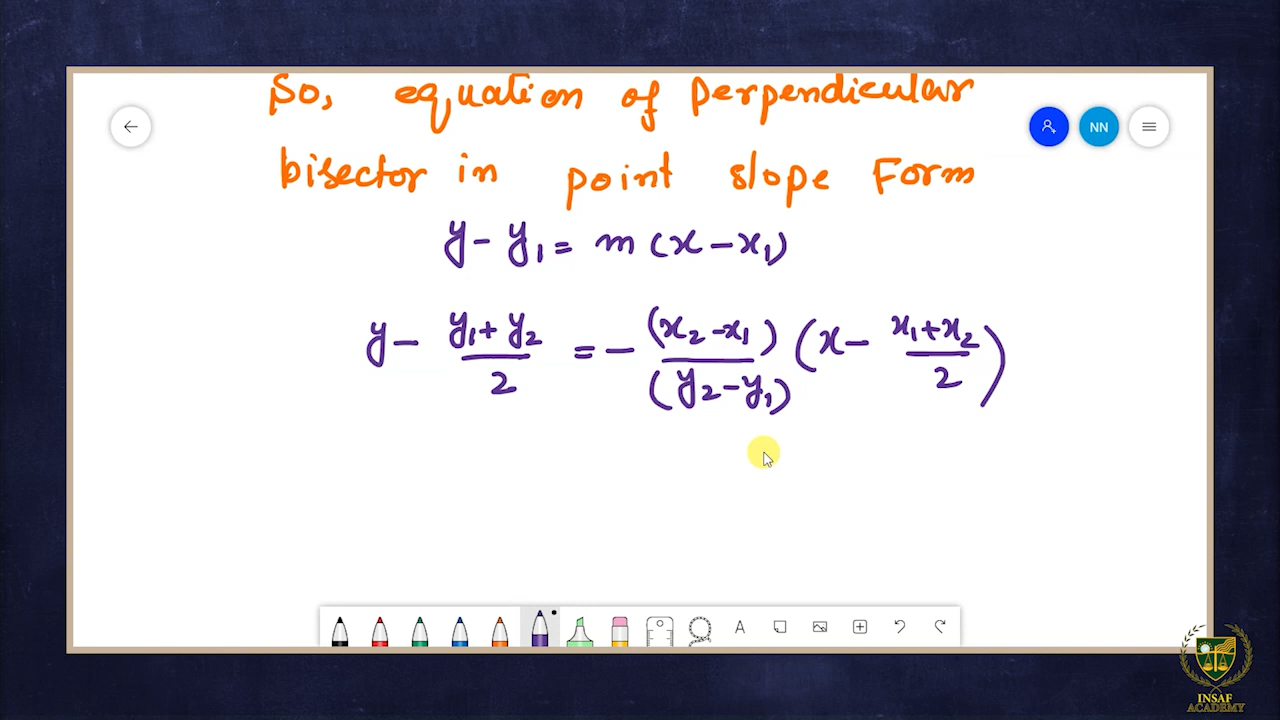 So, equation of perpendicular
NN
bisector in point slope Form
y - y₁ = m (x - x₁)
y - (y₁ + y₂)/2 = - (x₂ - x₁)/(y₂ - y₁) (x - (x₁ + x₂)/2)
A
INSAF
ACADEMY